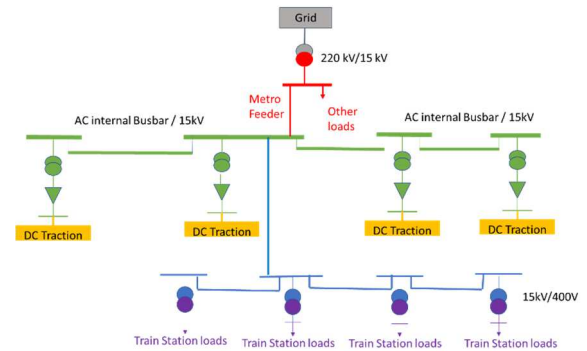 Grid
220 kV/15 kV
Metro
Feeder
Other
loads
AC internal Busbar / 15kV
AC internal Busbar / 15kV
DC Traction
DC Traction
DC Traction
DC Traction
15kV/400V
Train Station loads
Train Station loads
Train Station loads
Train Station loads